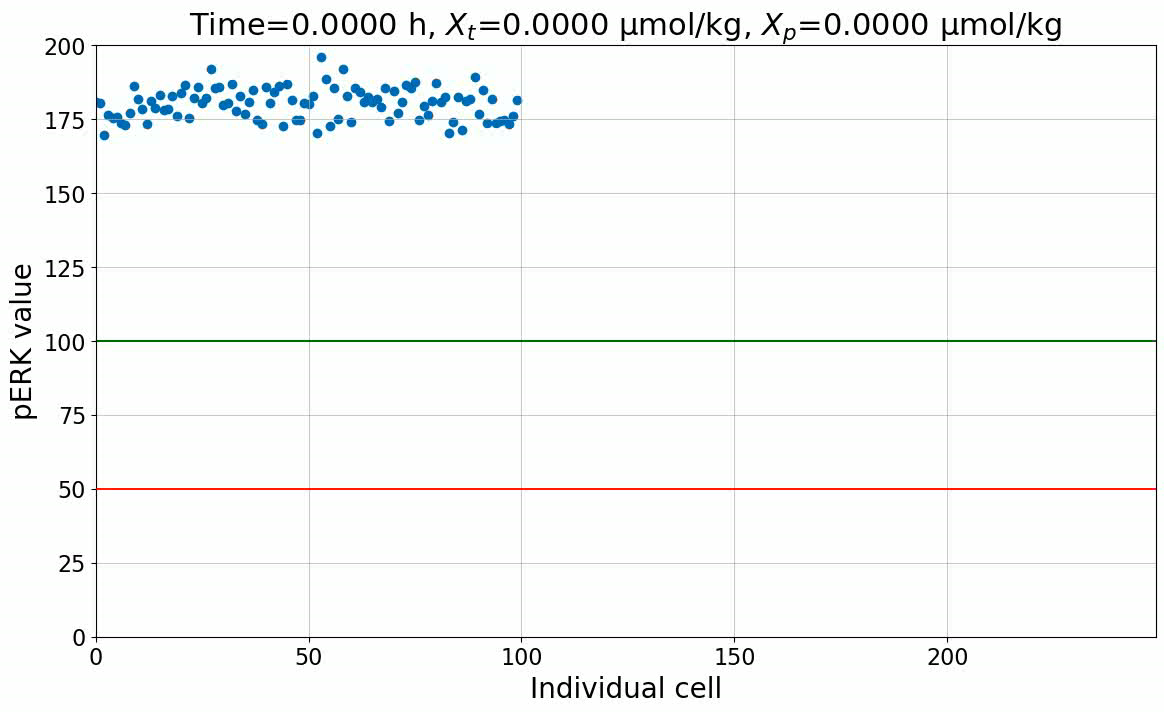 Time=0.0000 h, Xₜ=0.0000 µmol/kg, Xₚ=0.0000 µmol/kg
200
175
150
125
100
75
50
25
0
pERK value
0 50 100 150 200
Individual cell